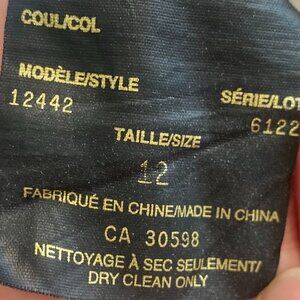 COUL/COL
MODÈLE/STYLE SÉRIE/LOT
12442 6122
TAILLE/SIZE
12
FABRIQUÉ EN CHINE/MADE IN CHINA
CA 30598
NETTOYAGE À SEC SEULEMENT/
DRY CLEAN ONLY